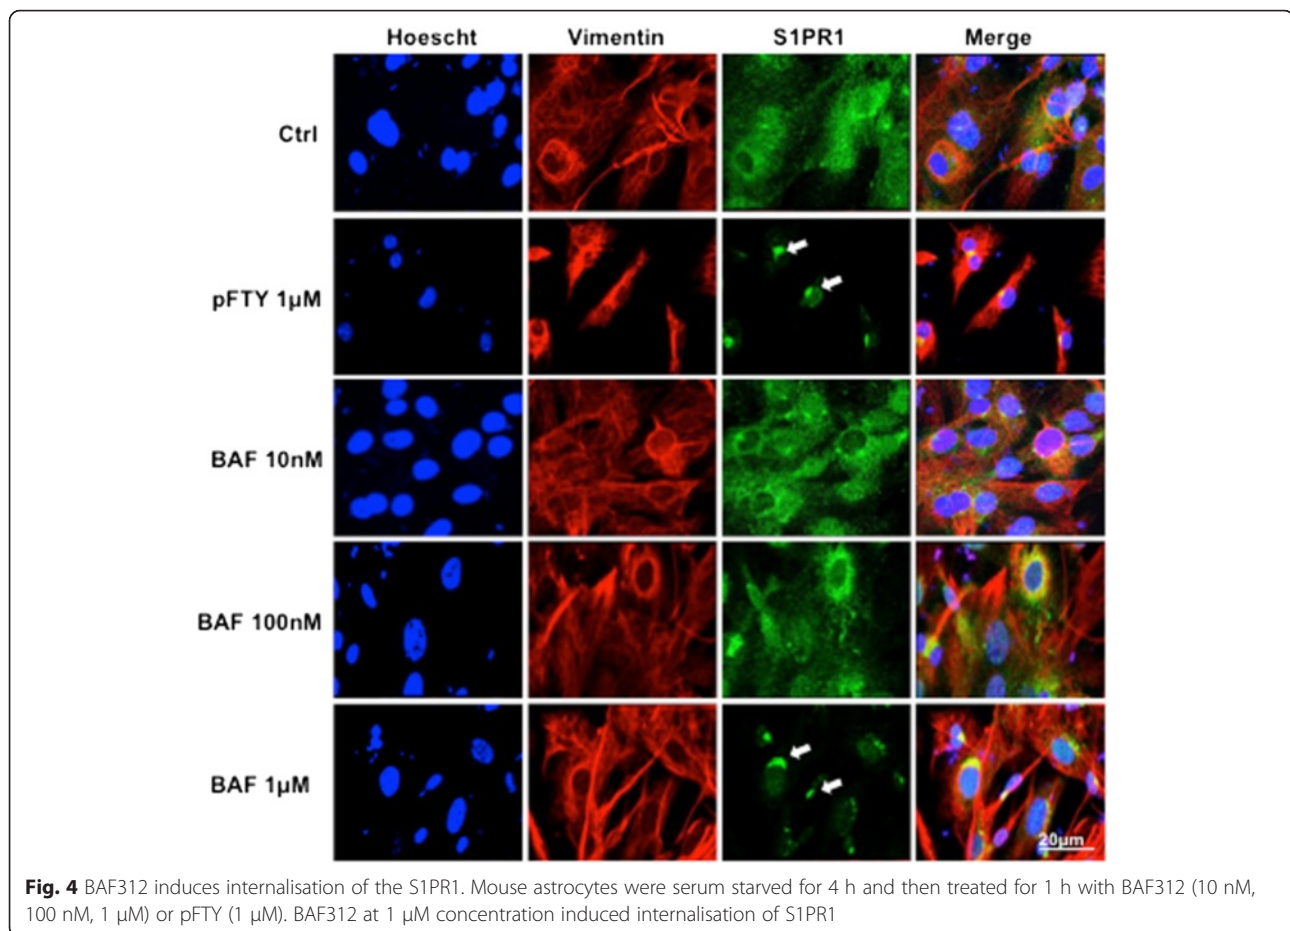 Hoescht Vimentin S1PR1 Merge
Ctrl
pFTY 1µM
BAF 10nM
BAF 100nM
BAF 1µM
20µm
Fig. 4 BAF312 induces internalisation of the S1PR1. Mouse astrocytes were serum starved for 4 h and then treated for 1 h with BAF312 (10 nM,
100 nM, 1 µM) or pFTY (1 µM). BAF312 at 1 µM concentration induced internalisation of S1PR1